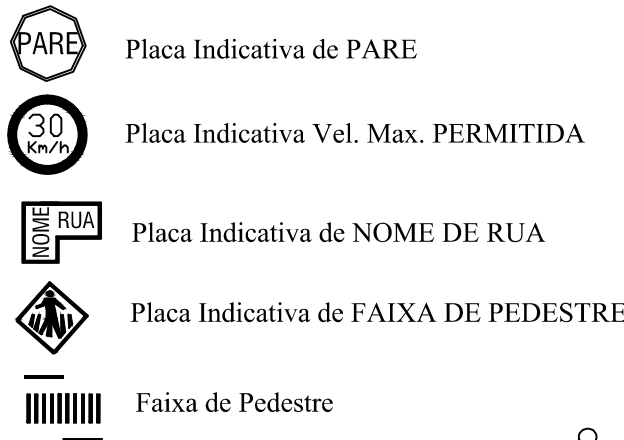 PARE Placa Indicativa de PARE
30 Km/h Placa Indicativa Vel. Max. PERMITIDA
NOME RUA Placa Indicativa de NOME DE RUA
Placa Indicativa de FAIXA DE PEDESTRE
Faixa de Pedestre